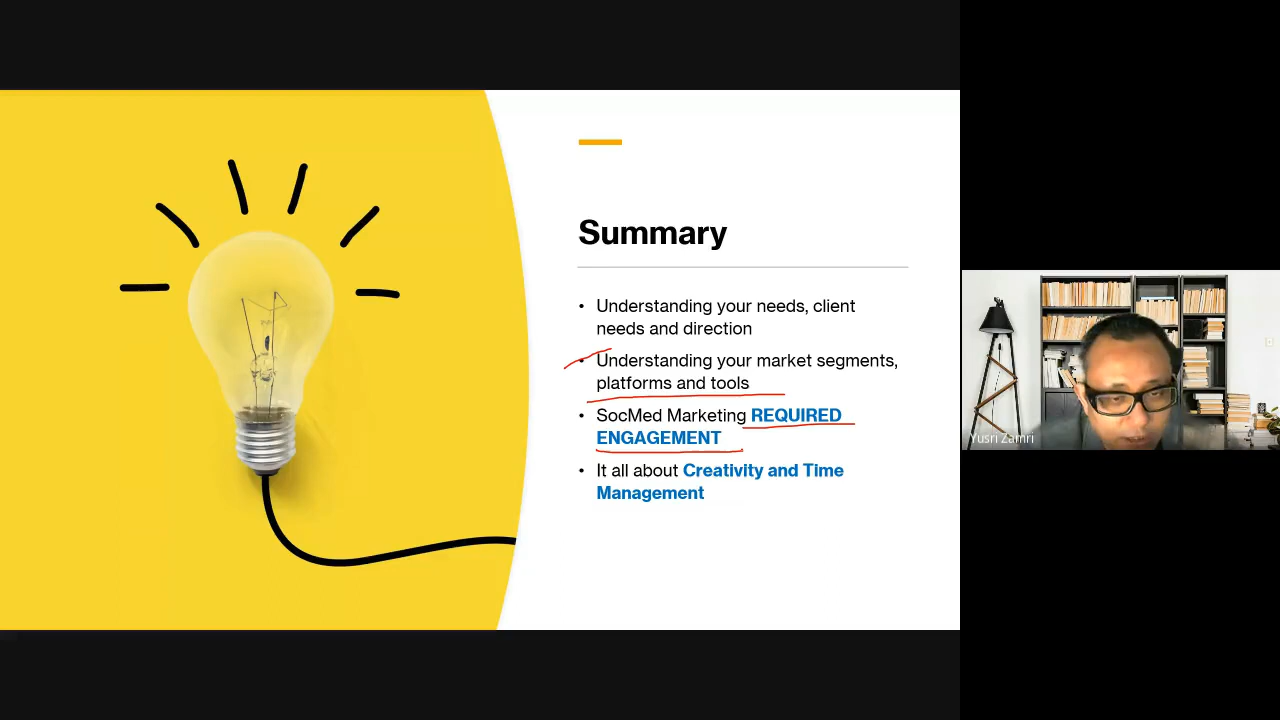 Summary
• Understanding your needs, client
needs and direction
• Understanding your market segments,
platforms and tools
• SocMed Marketing REQUIRED
ENGAGEMENT
• It all about Creativity and Time
Management
Yusri Zamri